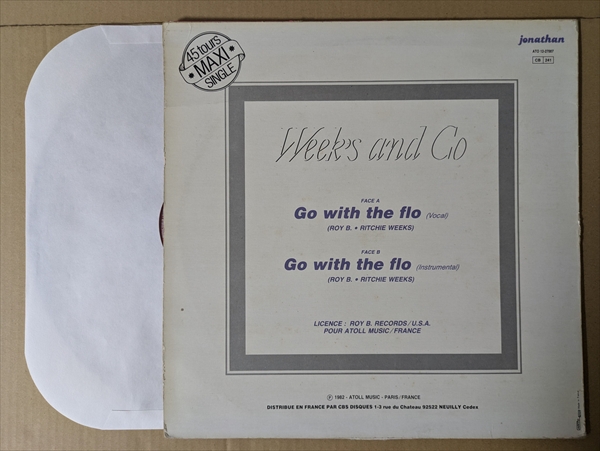 45 tours
MAXI
SINGLE
jonathan
CB 341
Week's and Co
FACE A
Go with the flo (Vocal)
(ROY B. • RITCHIE WEEKS)
FACE B
Go with the flo (Instrumental)
(ROY B. • RITCHIE WEEKS)
LICENCE : ROY B. RECORDS/U.S.A.
POUR ATOLL MUSIC/FRANCE
℗ 1982 - ATOLL MUSIC - PARIS/FRANCE
DISTRIBUE EN FRANCE PAR CBS DISQUES 1-3 rue du Chateau 92522 NEUILLY Cedex